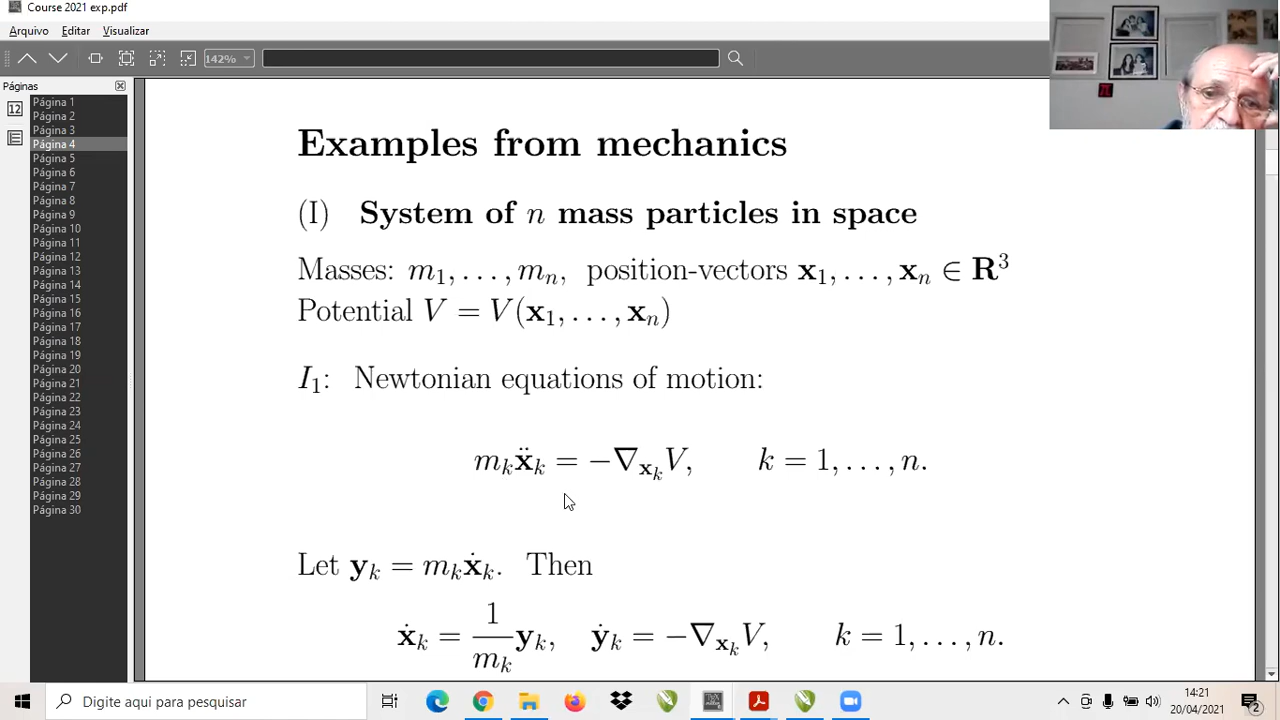 Course 2021 exp.pdf
Arquivo Editar Visualizar
142%
Páginas
12
Página 1
Página 2
Página 3
Página 4
Página 5
Página 6
Página 7
Página 8
Página 9
Página 10
Página 11
Página 12
Página 13
Página 14
Página 15
Página 16
Página 17
Página 18
Página 19
Página 20
Página 21
Página 22
Página 23
Página 24
Página 25
Página 26
Página 27
Página 28
Página 29
Página 30
Examples from mechanics
(I) System of n mass particles in space
Masses: m₁, . . . , mₙ, position-vectors x₁, . . . , xₙ ∈ R³
Potential V = V(x₁, . . . , xₙ)
I₁: Newtonian equations of motion:
mₖẍₖ = −∇ₓₖV, k = 1, . . . , n.
Let yₖ = mₖẋₖ. Then
ẋₖ = 1/mₖ yₖ, ẏₖ = −∇ₓₖV, k = 1, . . . , n.
Digite aqui para pesquisar
14:21
20/04/2021
2